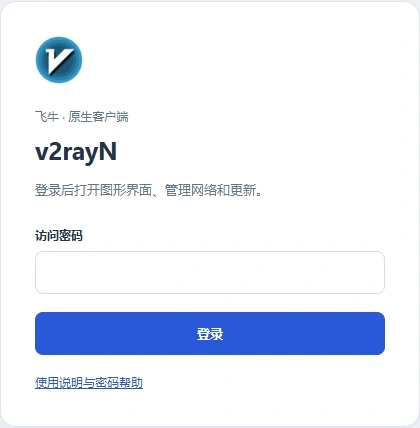 飞牛 · 原生客户端
v2rayN
登录后打开图形界面、管理网络和更新。
访问密码
登录
使用说明与密码帮助